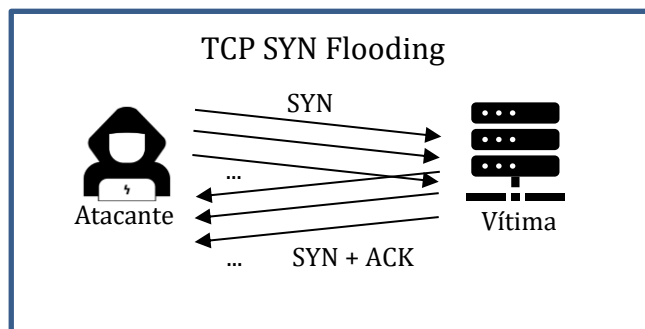 TCP SYN Flooding
SYN
...
Atacante
Vítima
... SYN + ACK